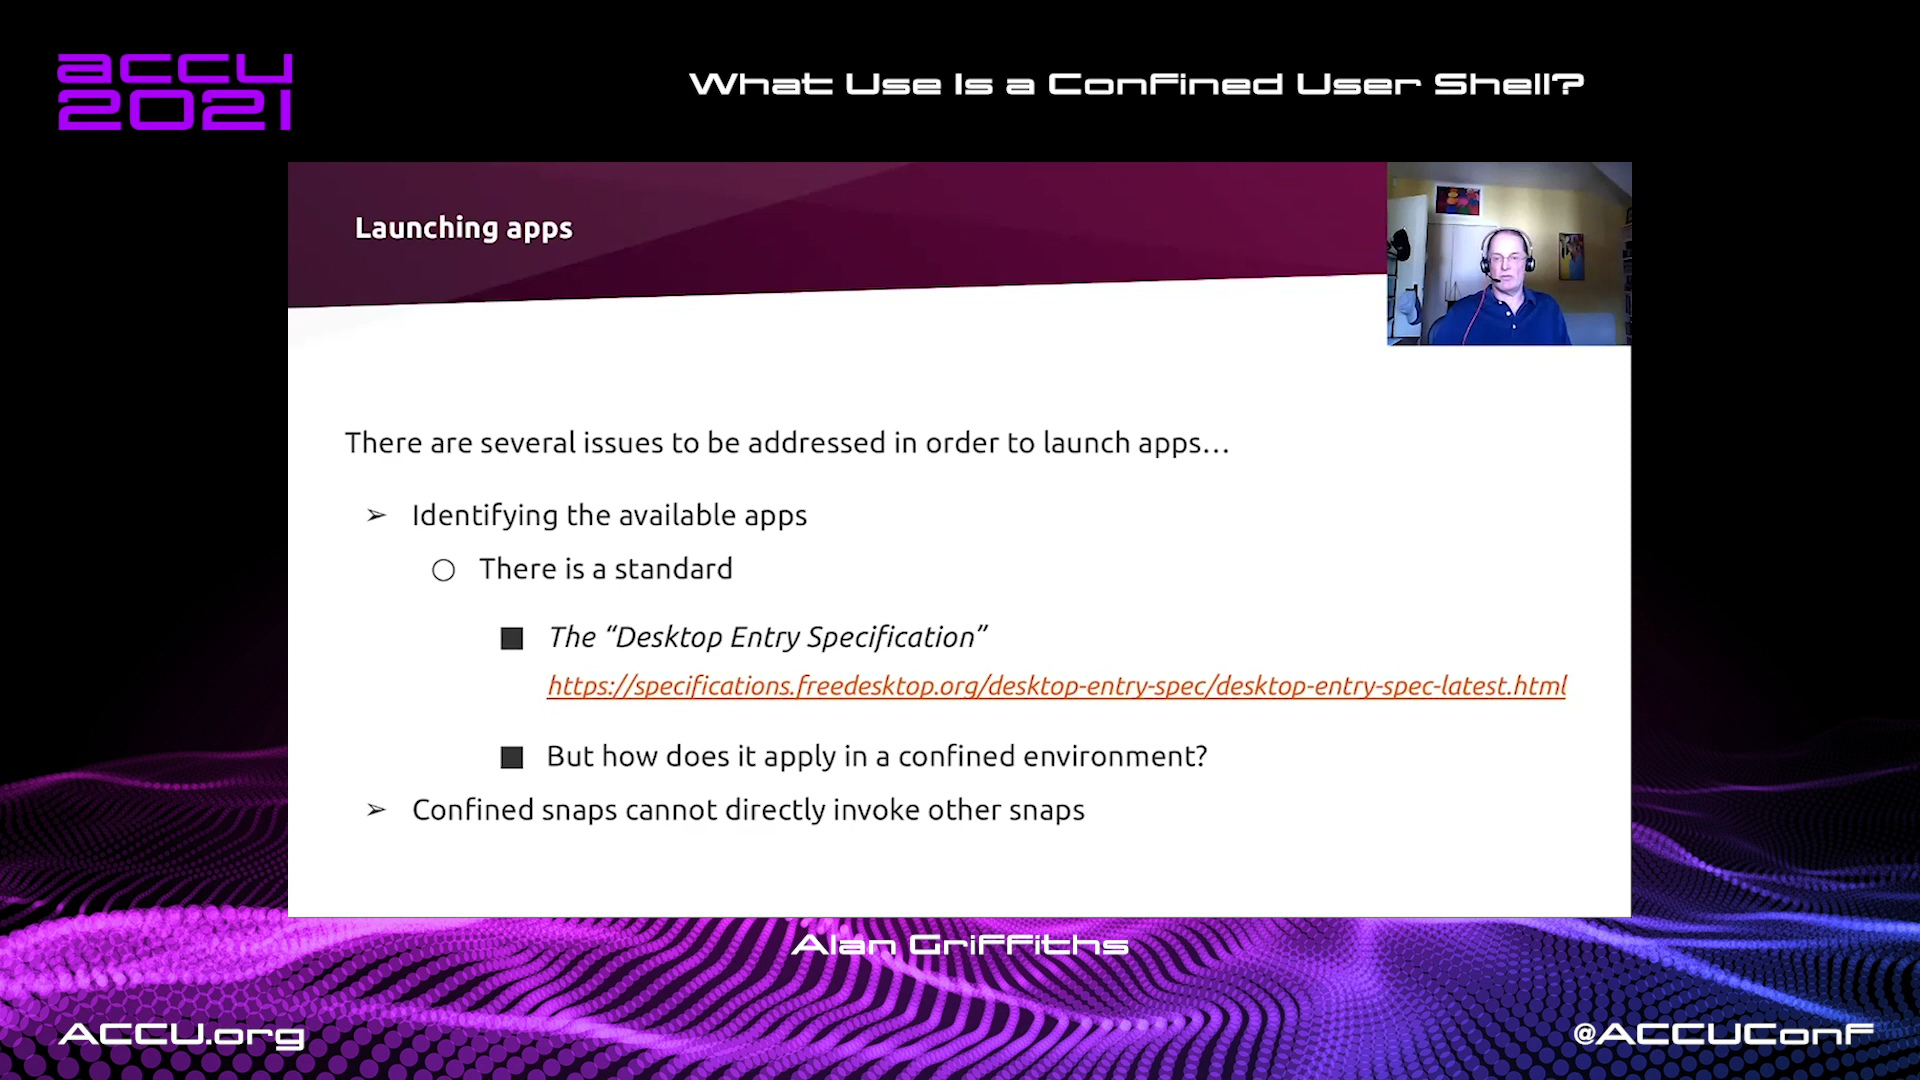 accu
2021
What Use Is a Confined User Shell?
Launching apps
There are several issues to be addressed in order to launch apps…
➢ Identifying the available apps
○ There is a standard
■ The “Desktop Entry Specification”
https://specifications.freedesktop.org/desktop-entry-spec/desktop-entry-spec-latest.html
■ But how does it apply in a confined environment?
➢ Confined snaps cannot directly invoke other snaps
Alan Griffiths
ACCU.org
@ACCUConf